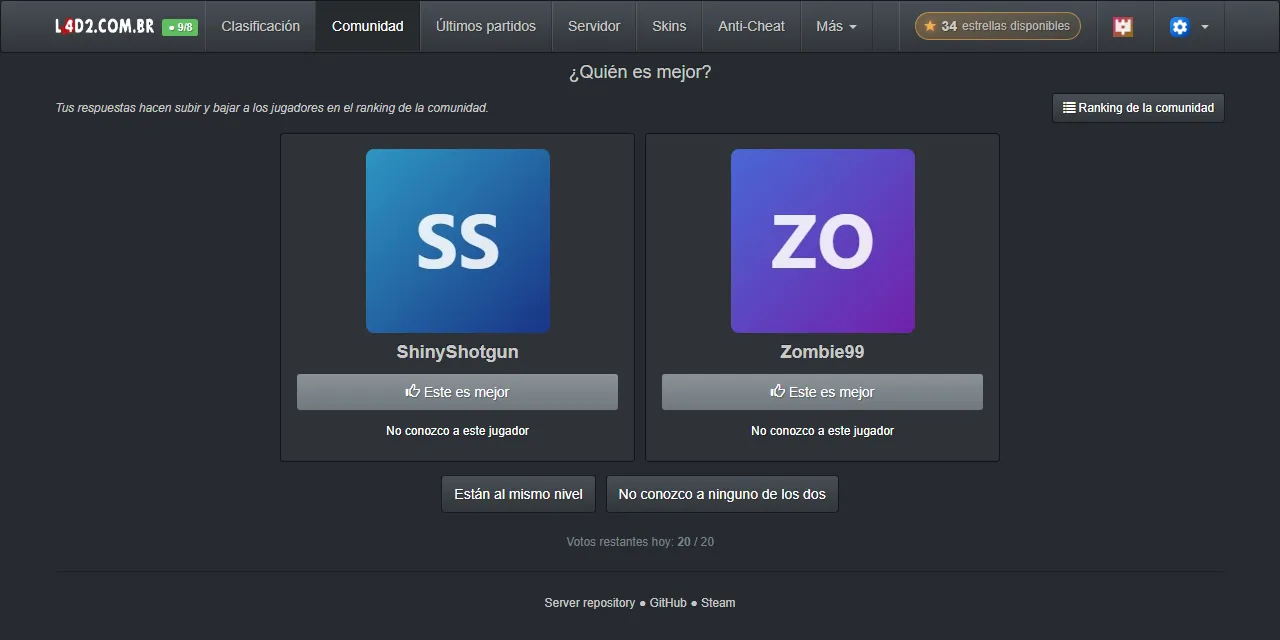 L4D2.COM.BR ● 9/8 Clasificación Comunidad Últimos partidos Servidor Skins Anti-Cheat Más 34 estrellas disponibles
¿Quién es mejor?
Tus respuestas hacen subir y bajar a los jugadores en el ranking de la comunidad. Ranking de la comunidad
SS ZO
ShinyShotgun Zombie99
Este es mejor Este es mejor
No conozco a este jugador No conozco a este jugador
Están al mismo nivel No conozco a ninguno de los dos
Votos restantes hoy: 20 / 20
Server repository ● GitHub ● Steam